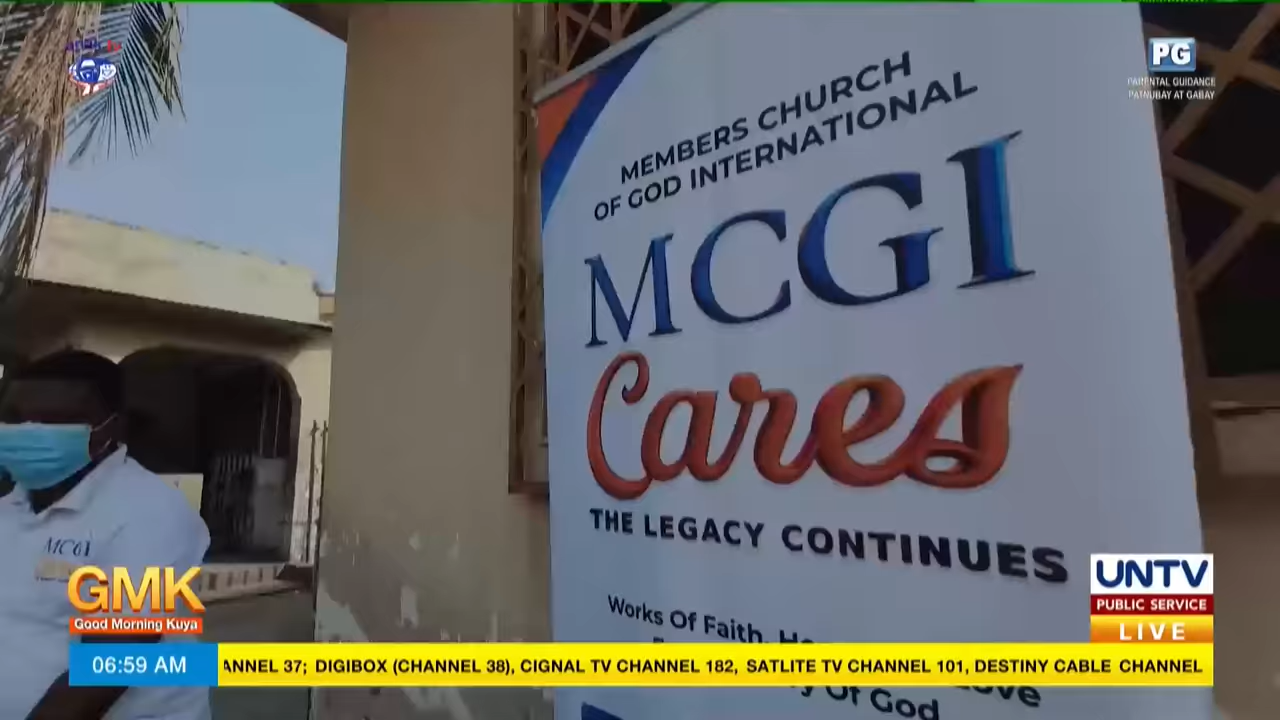 PG
PARENTAL GUIDANCE
PATNUBAY AT GABAY
MEMBERS CHURCH
OF GOD INTERNATIONAL
MCGI
Cares
THE LEGACY CONTINUES
Works Of Faith,
Of God
MCGI
GMK
Good Morning Kuya
UNTV
PUBLIC SERVICE
LIVE
06:59 AM
ANNEL 37; DIGIBOX (CHANNEL 38), CIGNAL TV CHANNEL 182, SATLITE TV CHANNEL 101, DESTINY CABLE CHANNEL